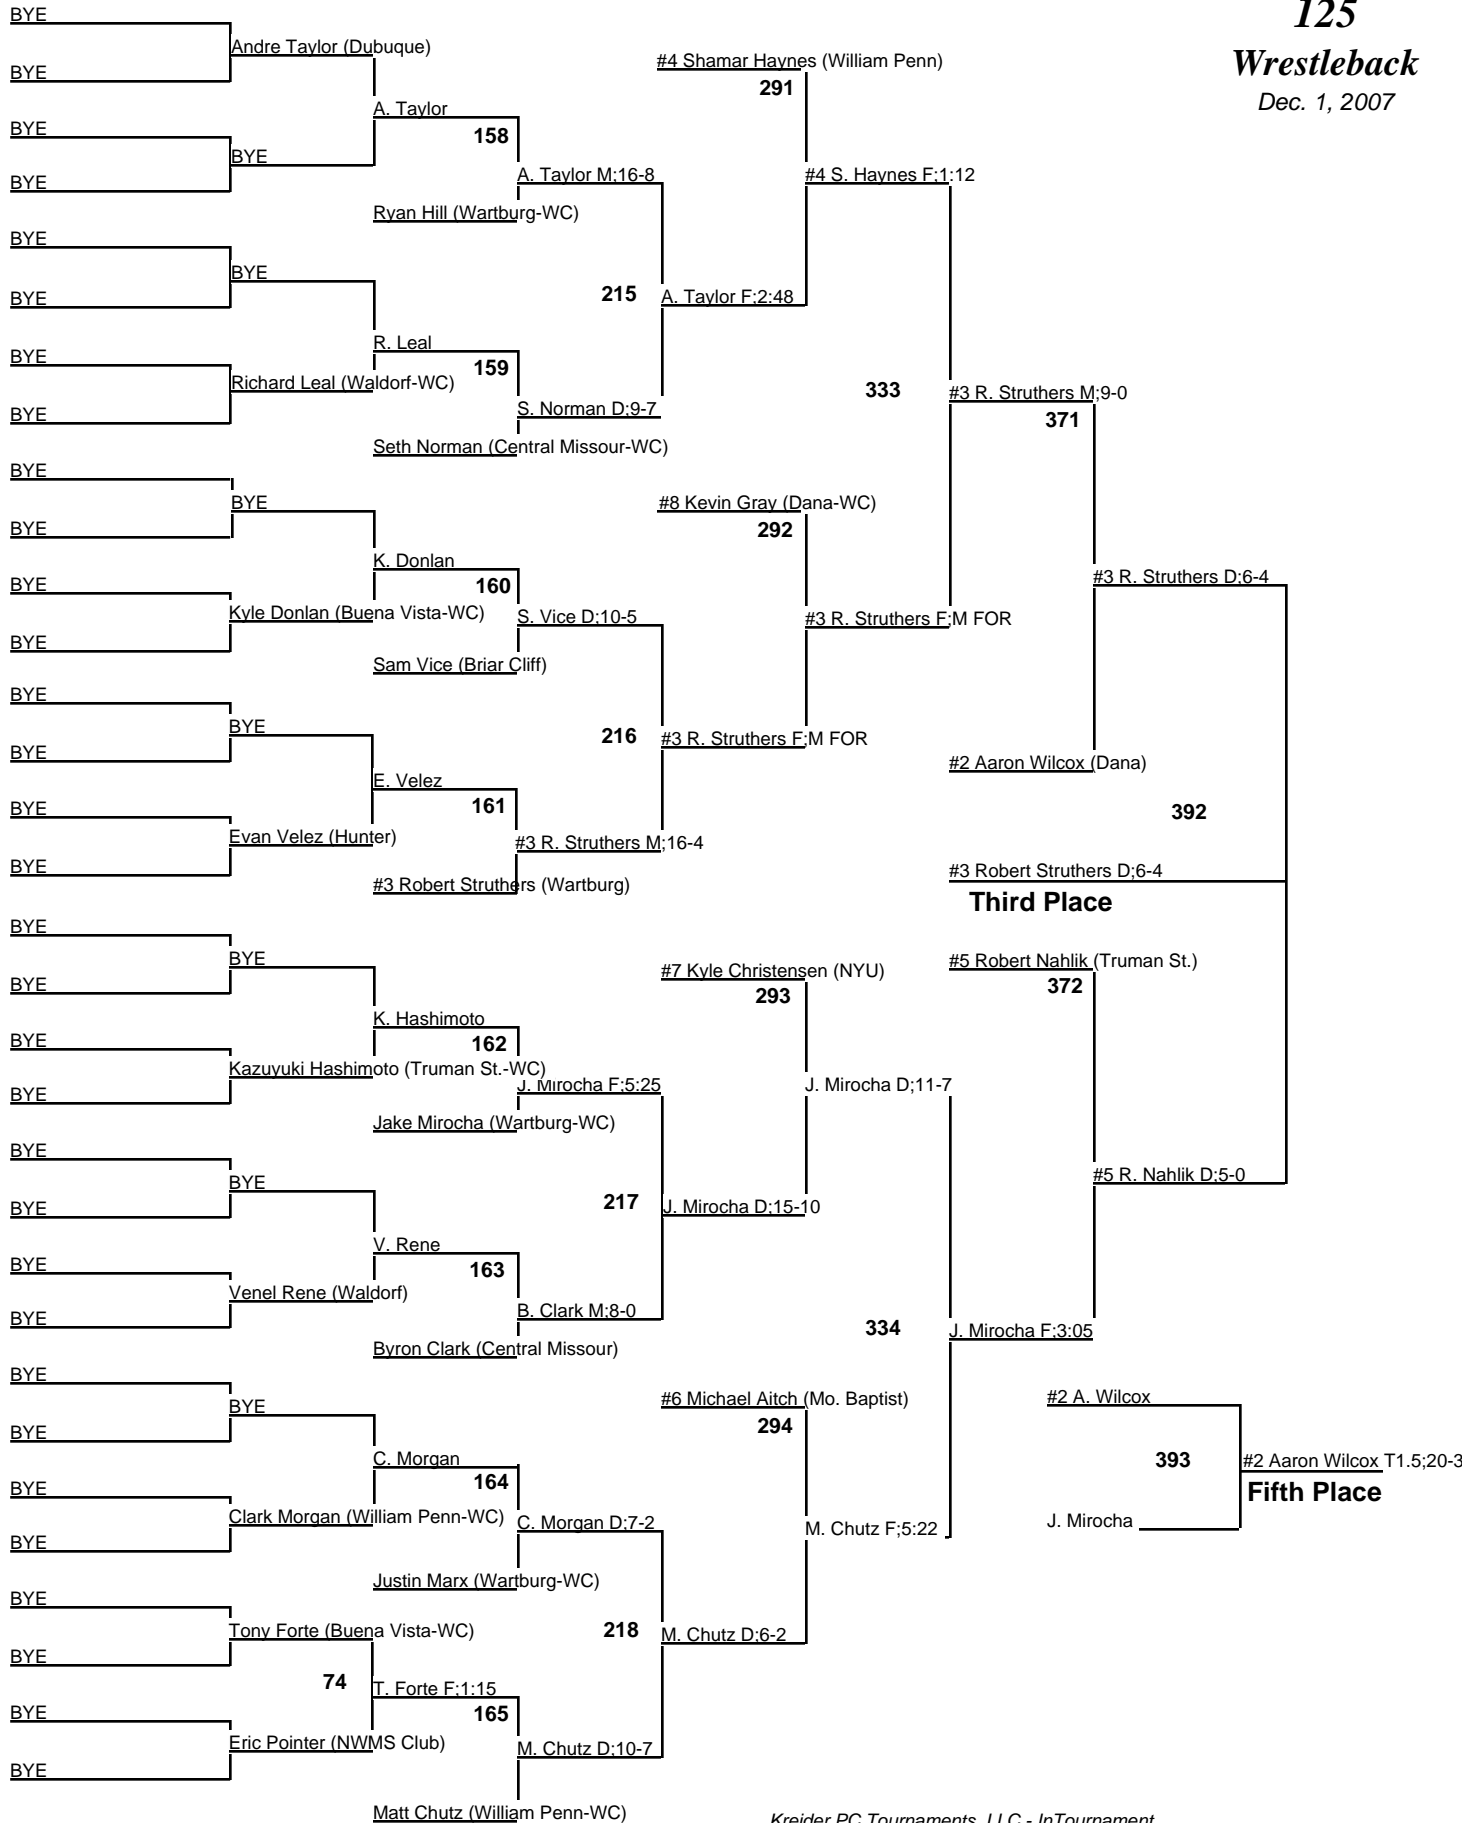 125
Wrestleback
Dec. 1, 2007
BYE
Andre Taylor (Dubuque)
BYE
#4 Shamar Haynes (William Penn)
291
A. Taylor
158
BYE
BYE
BYE
A. Taylor M;16-8
#4 S. Haynes F;1:12
Ryan Hill (Wartburg-WC)
BYE
BYE
BYE
215
A. Taylor F;2:48
R. Leal
159
BYE
Richard Leal (Waldorf-WC)
BYE
S. Norman D;9-7
333
#3 R. Struthers M;9-0
371
Seth Norman (Central Missour-WC)
BYE
BYE
BYE
#8 Kevin Gray (Dana-WC)
292
K. Donlan
160
BYE
Kyle Donlan (Buena Vista-WC)
BYE
S. Vice D;10-5
#3 R. Struthers F;M FOR
#3 R. Struthers D;6-4
Sam Vice (Briar Cliff)
BYE
BYE
BYE
216
#3 R. Struthers F;M FOR
#2 Aaron Wilcox (Dana)
E. Velez
161
BYE
Evan Velez (Hunter)
BYE
392
#3 R. Struthers M;16-4
#3 Robert Struthers (Wartburg)
#3 Robert Struthers D;6-4
Third Place
BYE
BYE
BYE
#7 Kyle Christensen (NYU)
293
#5 Robert Nahlik (Truman St.)
372
K. Hashimoto
162
BYE
Kazuyuki Hashimoto (Truman St.-WC)
BYE
J. Mirocha F;5:25
J. Mirocha D;11-7
Jake Mirocha (Wartburg-WC)
BYE
BYE
BYE
217
J. Mirocha D;15-10
#5 R. Nahlik D;5-0
V. Rene
163
BYE
Venel Rene (Waldorf)
BYE
B. Clark M;8-0
334
J. Mirocha F;3:05
Byron Clark (Central Missour)
BYE
BYE
BYE
#6 Michael Aitch (Mo. Baptist)
294
#2 A. Wilcox
C. Morgan
164
393
#2 Aaron Wilcox T1.5;20-3
Fifth Place
BYE
Clark Morgan (William Penn-WC)
BYE
C. Morgan D;7-2
M. Chutz F;5:22
J. Mirocha
Justin Marx (Wartburg-WC)
BYE
Tony Forte (Buena Vista-WC)
BYE
218
M. Chutz D;6-2
74
T. Forte F;1:15
165
BYE
Eric Pointer (NWMS Club)
BYE
M. Chutz D;10-7
Matt Chutz (William Penn-WC)
Kreider PC Tournaments, LLC - InTournament